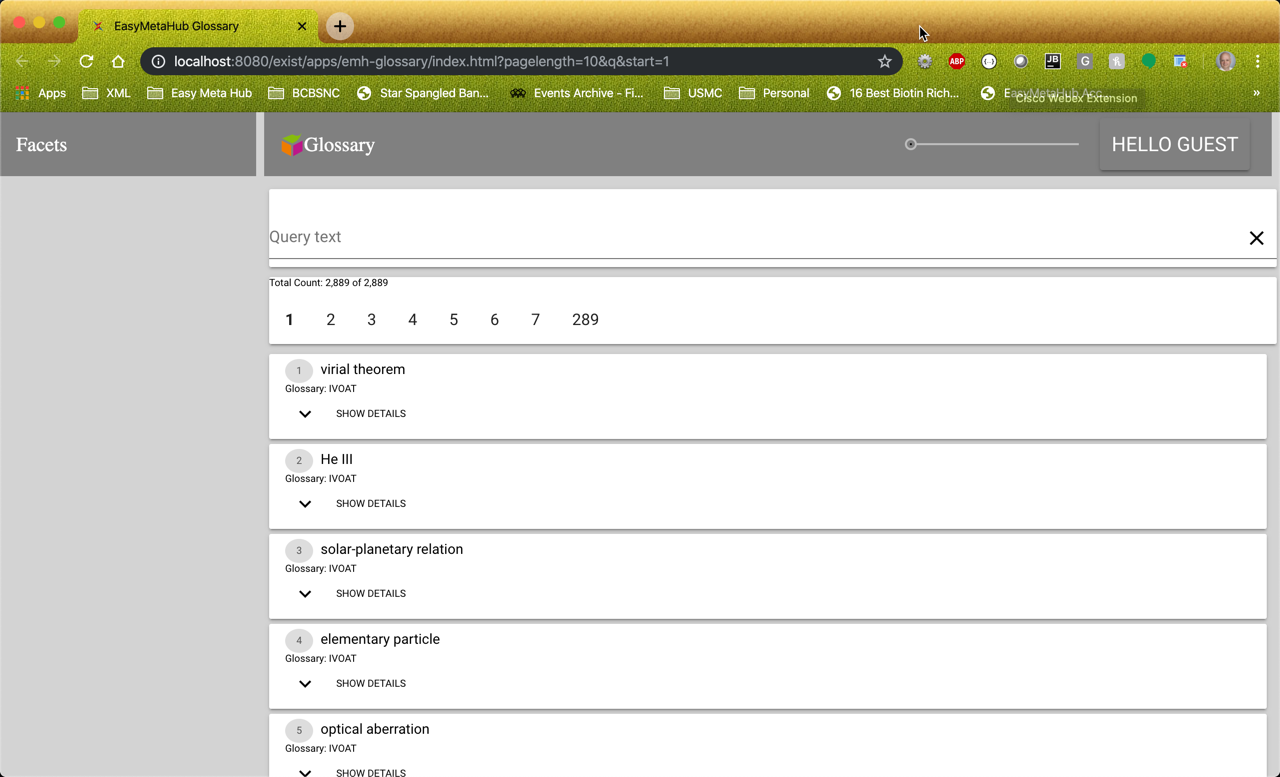 EasyMetaHub Glossary
localhost:8080/exist/apps/emh-glossary/index.html?pagelength=10&q&start=1
ABP
JB
G
Apps
XML
Easy Meta Hub
BCBSNC
Star Spangled Ban...
Events Archive - Fi...
USMC
Personal
16 Best Biotin Rich...
EasyMetaHub Asc...
»
Cisco Webex Extension
Facets
Glossary
HELLO GUEST
Query text
Total Count: 2,889 of 2,889
1 2 3 4 5 6 7 289
1 virial theorem
Glossary: IVOAT
SHOW DETAILS
2 He III
Glossary: IVOAT
SHOW DETAILS
3 solar-planetary relation
Glossary: IVOAT
SHOW DETAILS
4 elementary particle
Glossary: IVOAT
SHOW DETAILS
5 optical aberration
Glossary: IVOAT
SHOW DETAILS